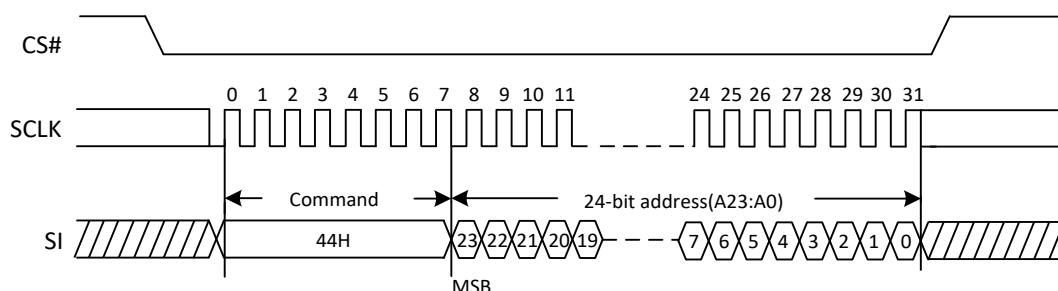 CS#
0 1 2 3 4 5 6 7 8 9 10 11 24 25 26 27 28 29 30 31
SCLK
Command 24-bit address(A23:A0)
SI 44H 23 22 21 20 19 7 6 5 4 3 2 1 0
MSB